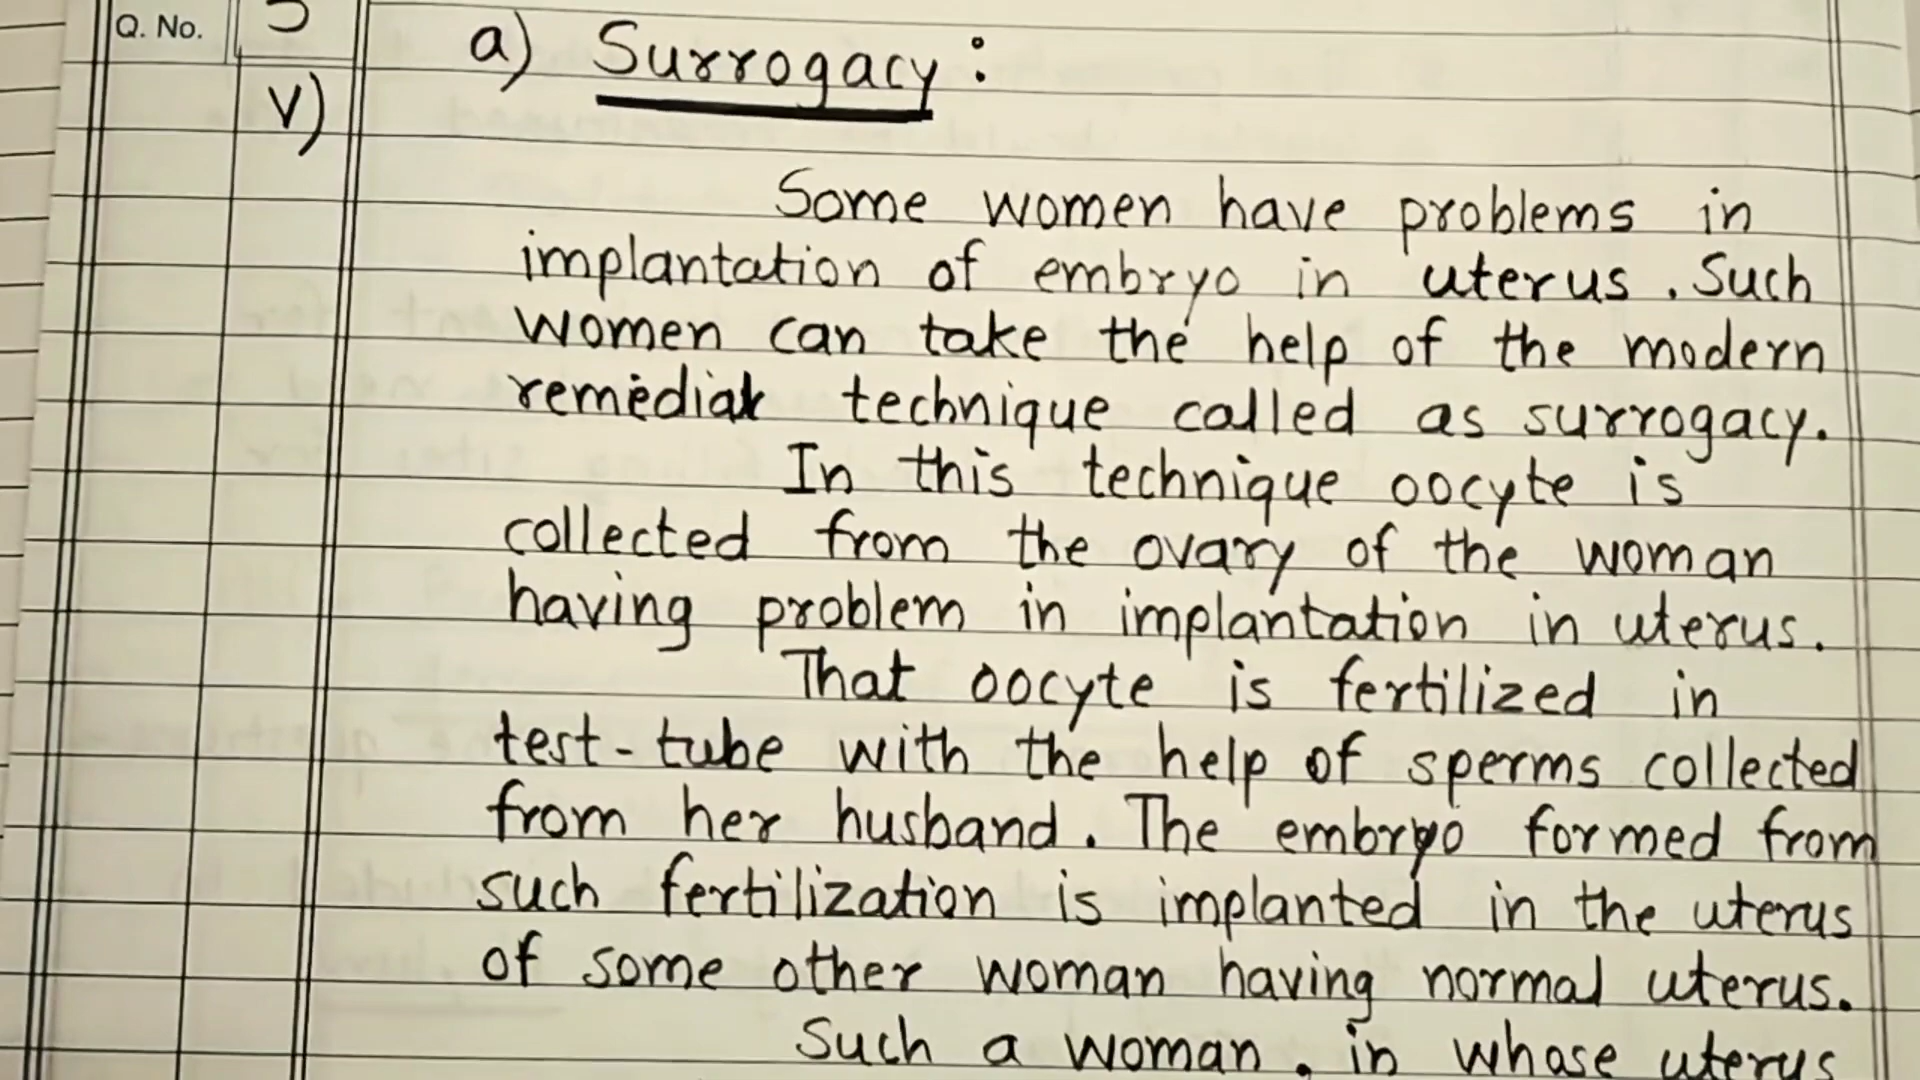 Q. No.
a) Surrogacy :
v)
Some women have problems in
implantation of embryo in uterus. Such
women can take the help of the modern
remedial technique called as surrogacy.
In this technique oocyte is
collected from the ovary of the woman
having problem in implantation in uterus.
That oocyte is fertilized in
test-tube with the help of sperms collected
from her husband. The embryo formed from
such fertilization is implanted in the uterus
of some other woman having normal uterus.
Such a woman, in whose uterus